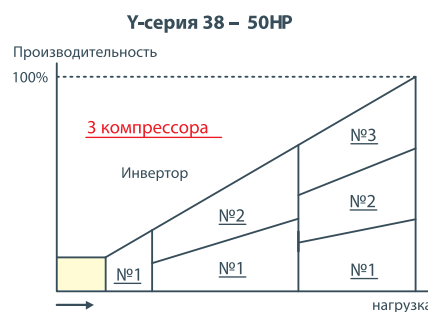 Y-серия 38 – 50HP
Производительность
100%
3 компрессора
№3
Инвертор
№2
№2
№1
№1
№1
нагрузка